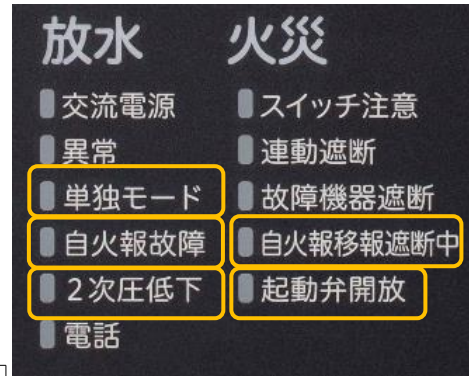 放水 火災
交流電源 スイッチ注意
異常 連動遮断
単独モード 故障機器遮断
自火報故障 自火報移報遮断中
2次圧低下 起動弁開放
電話